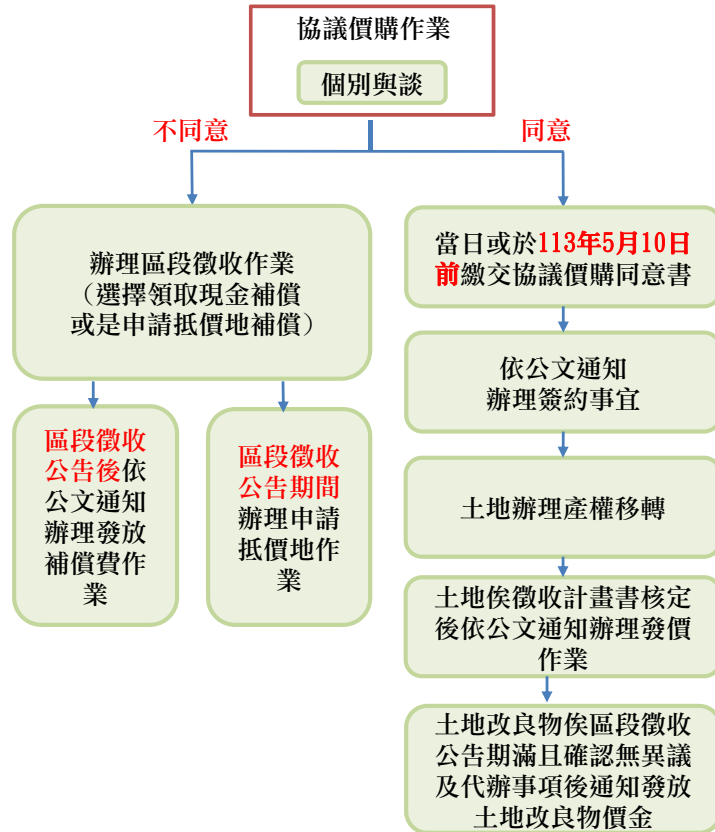 協議價購作業
個別與談
不同意
同意
辦理區段徵收作業
（選擇領取現金補償
或是申請抵價地補償）
區段徵收
公告後依
公文通知
辦理發放
補償費作
業
區段徵收
公告期間
辦理申請
抵價地作
業
當日或於113年5月10日
前繳交協議價購同意書
依公文通知
辦理簽約事宜
土地辦理產權移轉
土地俟徵收計畫書核定
後依公文通知辦理發價
作業
土地改良物俟區段徵收
公告期滿且確認無異議
及代辦事項後通知發放
土地改良物價金